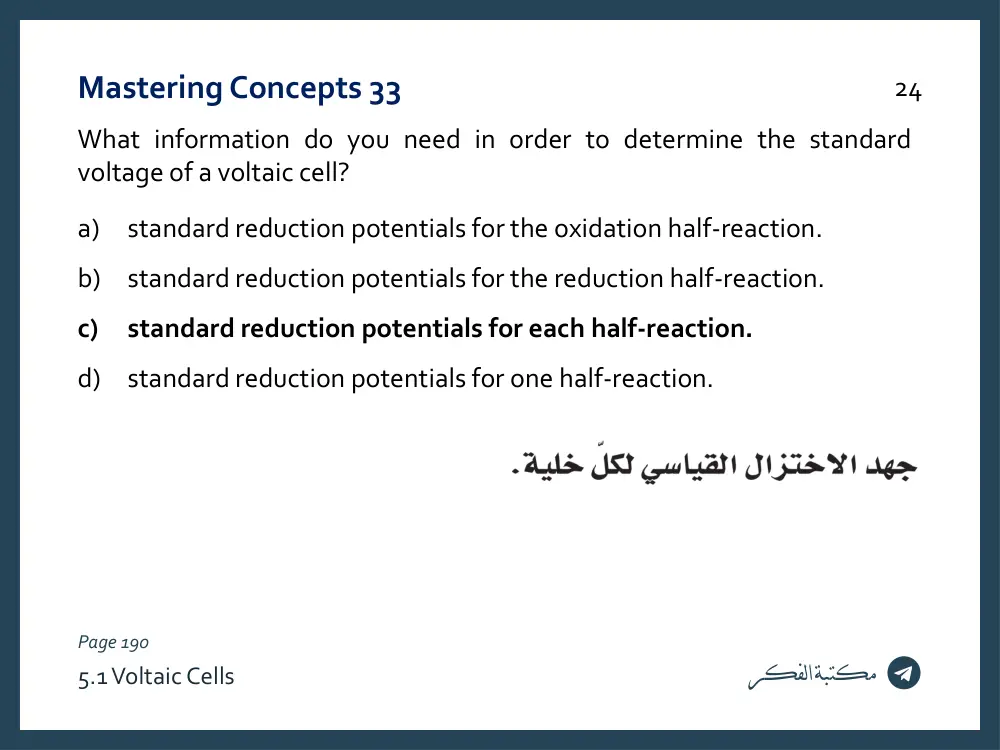 Mastering Concepts 33
24
What information do you need in order to determine the standard
voltage of a voltaic cell?
a) standard reduction potentials for the oxidation half-reaction.
b) standard reduction potentials for the reduction half-reaction.
c) standard reduction potentials for each half-reaction.
d) standard reduction potentials for one half-reaction.
جهد الاختزال القياسي لكلّ خلية.
Page 190
5.1 Voltaic Cells
مكتبة الفكر